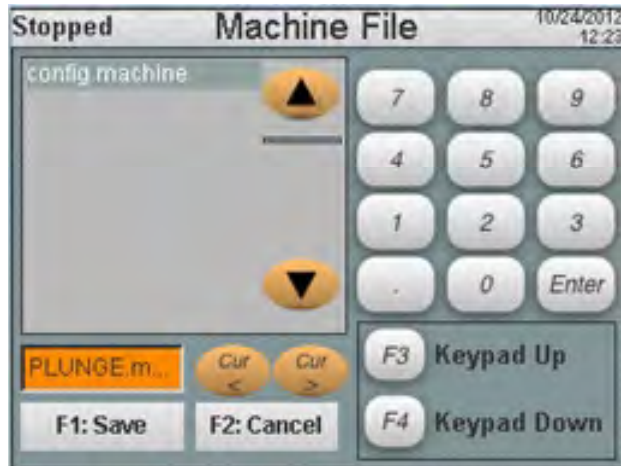 Stopped
Machine File
10/24/2012
12:23
config.machine
7 8 9
4 5 6
1 2 3
. 0 Enter
PLUNGE.m...
Cur <
Cur >
F3 Keypad Up
F1: Save
F2: Cancel
F4 Keypad Down